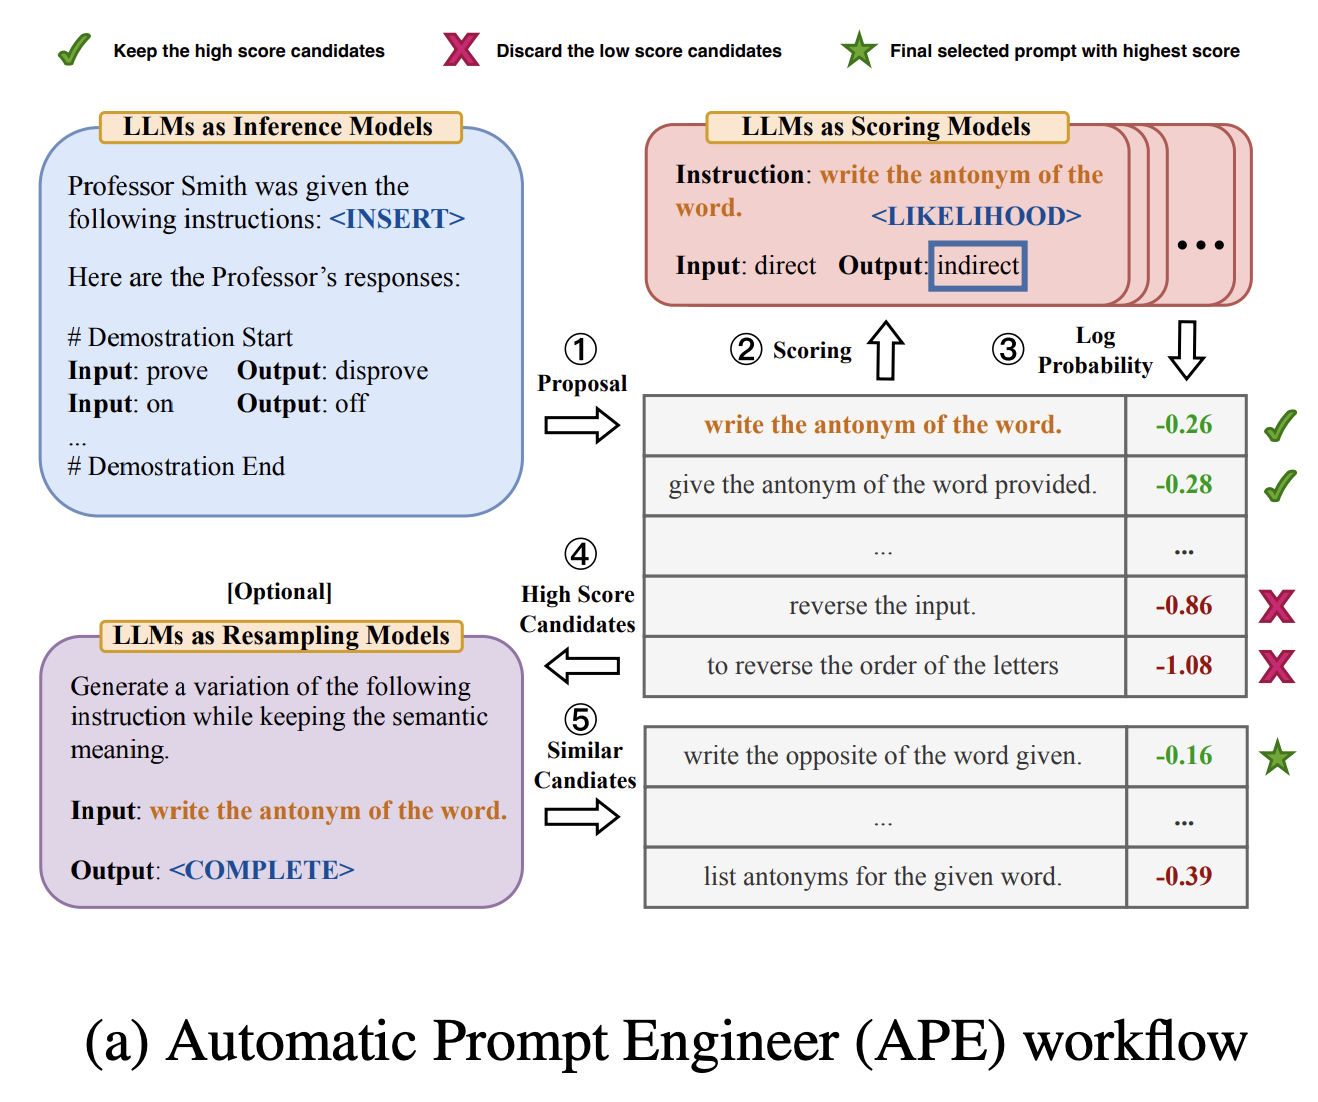 Keep the high score candidates
Discard the low score candidates
Final selected prompt with highest score
LLMs as Inference Models
Professor Smith was given the
following instructions: <INSERT>
Here are the Professor's responses:
# Demostration Start
Input: prove Output: disprove
Input: on Output: off
...
# Demostration End
LLMs as Scoring Models
Instruction: write the antonym of the
word.
<LIKELIHOOD>
Input: direct Output: indirect
...
① Proposal
② Scoring
③ Log
Probability
write the antonym of the word. -0.26
give the antonym of the word provided. -0.28
... ...
reverse the input. -0.86
to reverse the order of the letters -1.08
④
High Score
Candidates
[Optional]
LLMs as Resampling Models
Generate a variation of the following
instruction while keeping the semantic
meaning.
Input: write the antonym of the word.
Output: <COMPLETE>
⑤
Similar
Candiates
write the opposite of the word given. -0.16
... ...
list antonyms for the given word. -0.39
(a) Automatic Prompt Engineer (APE) workflow